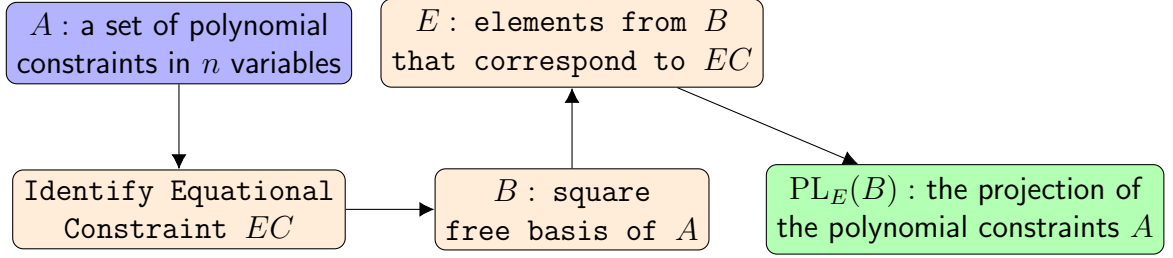 A : a set of polynomial
constraints in n variables
E : elements from B
that correspond to EC
Identify Equational
Constraint EC
B : square
free basis of A
PL_E(B) : the projection of
the polynomial constraints A